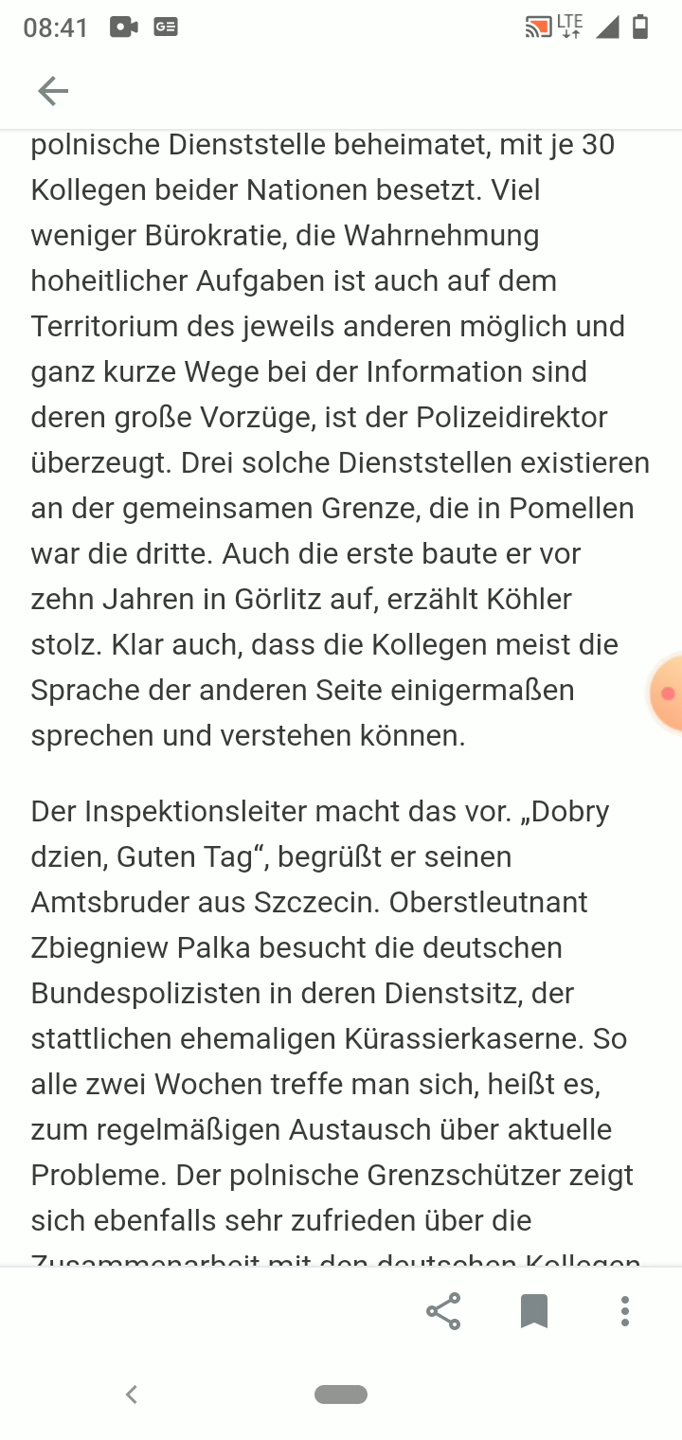 08:41
GE
LTE
polnische Dienststelle beheimatet, mit je 30
Kollegen beider Nationen besetzt. Viel
weniger Bürokratie, die Wahrnehmung
hoheitlicher Aufgaben ist auch auf dem
Territorium des jeweils anderen möglich und
ganz kurze Wege bei der Information sind
deren große Vorzüge, ist der Polizeidirektor
überzeugt. Drei solche Dienststellen existieren
an der gemeinsamen Grenze, die in Pomellen
war die dritte. Auch die erste baute er vor
zehn Jahren in Görlitz auf, erzählt Köhler
stolz. Klar auch, dass die Kollegen meist die
Sprache der anderen Seite einigermaßen
sprechen und verstehen können.
Der Inspektionsleiter macht das vor. „Dobry
dzien, Guten Tag“, begrüßt er seinen
Amtsbruder aus Szczecin. Oberstleutnant
Zbiegniew Palka besucht die deutschen
Bundespolizisten in deren Dienstsitz, der
stattlichen ehemaligen Kürassierkaserne. So
alle zwei Wochen treffe man sich, heißt es,
zum regelmäßigen Austausch über aktuelle
Probleme. Der polnische Grenzschützer zeigt
sich ebenfalls sehr zufrieden über die
Zusammenarbeit mit den deutschen Kollegen